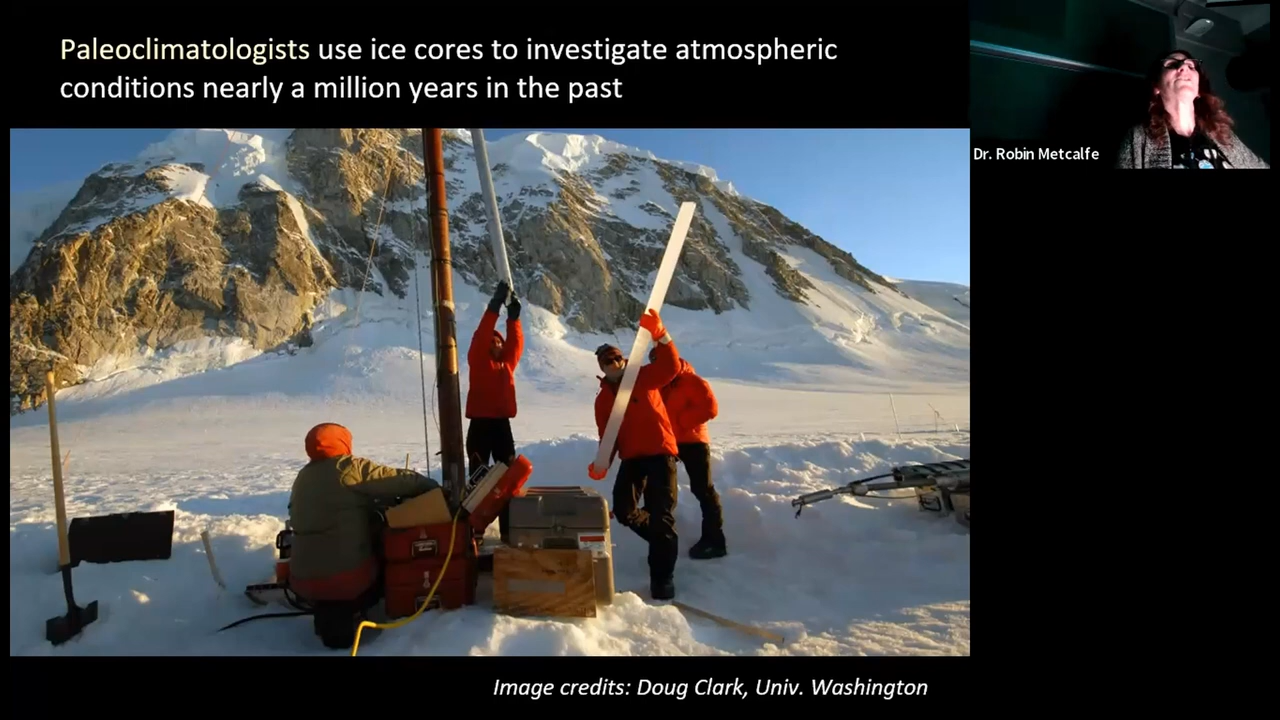 Paleoclimatologists use ice cores to investigate atmospheric
conditions nearly a million years in the past
Dr. Robin Metcalfe
Image credits: Doug Clark, Univ. Washington